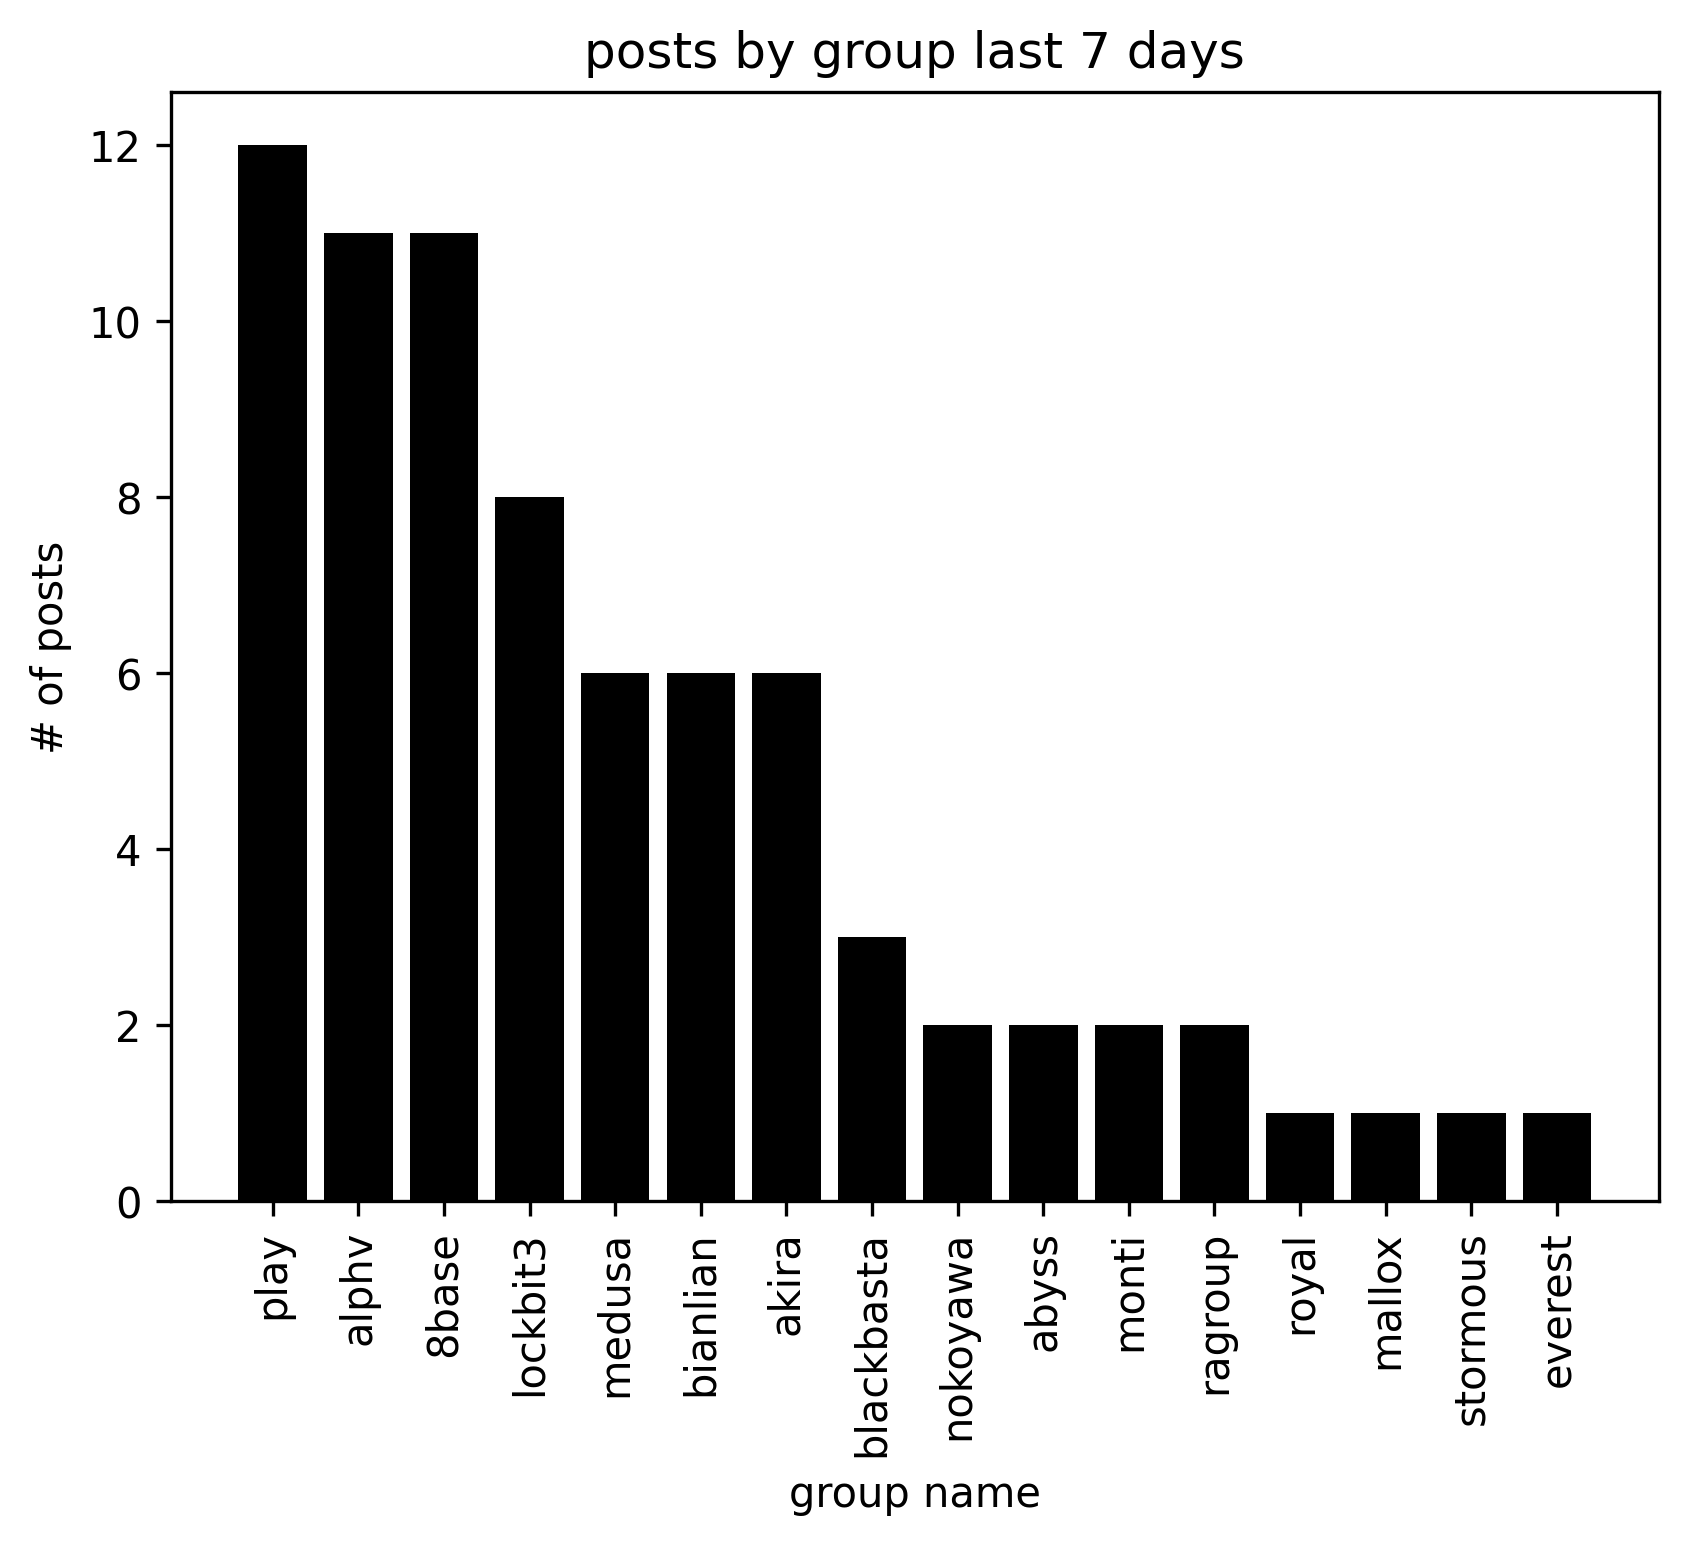 posts by group last 7 days
12
10
8
6
4
2
0
# of posts
play
alphv
8base
lockbit3
medusa
bianlian
akira
blackbasta
nokoyawa
abyss
monti
ragroup
royal
mallox
stormous
everest
group name